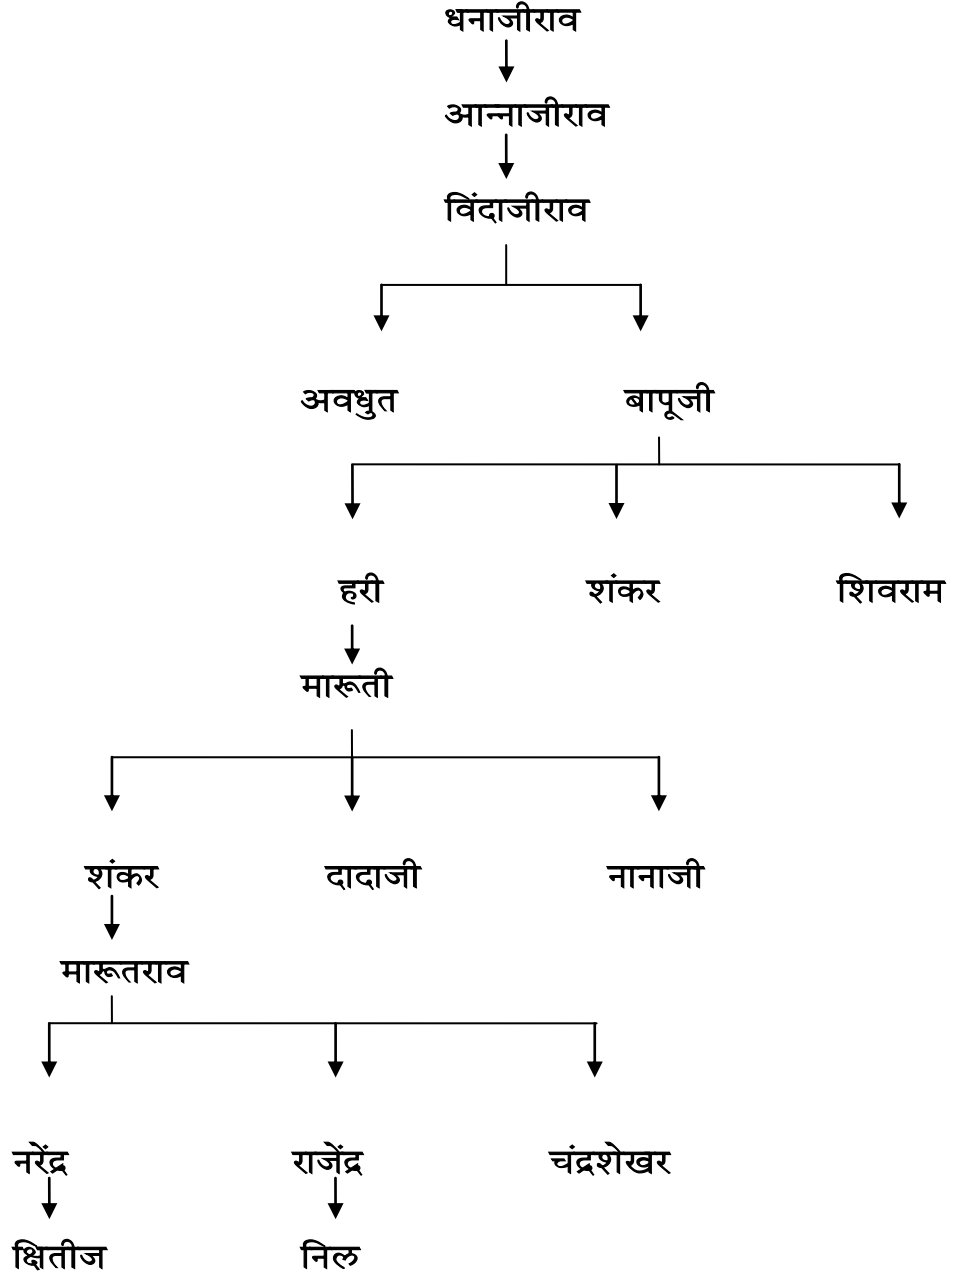 धनाजीराव
आन्नाजीराव
विंदाजीराव
अवधुत बापूजी
हरी शंकर शिवराम
मारूती
शंकर दादाजी नानाजी
मारूतराव
नरेंद्र राजेंद्र चंद्रशेखर
क्षितीज निल